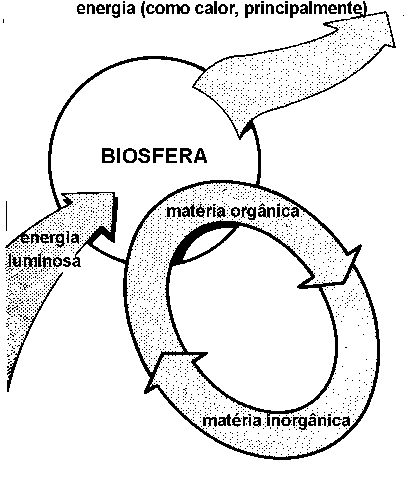 energia (como calor, principalmente)
BIOSFERA
matéria orgânica
energia
luminosa
matéria inorgânica